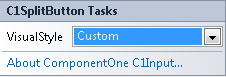 C1SplitButton Tasks
VisualStyle Custom
About ComponentOne C1Input...